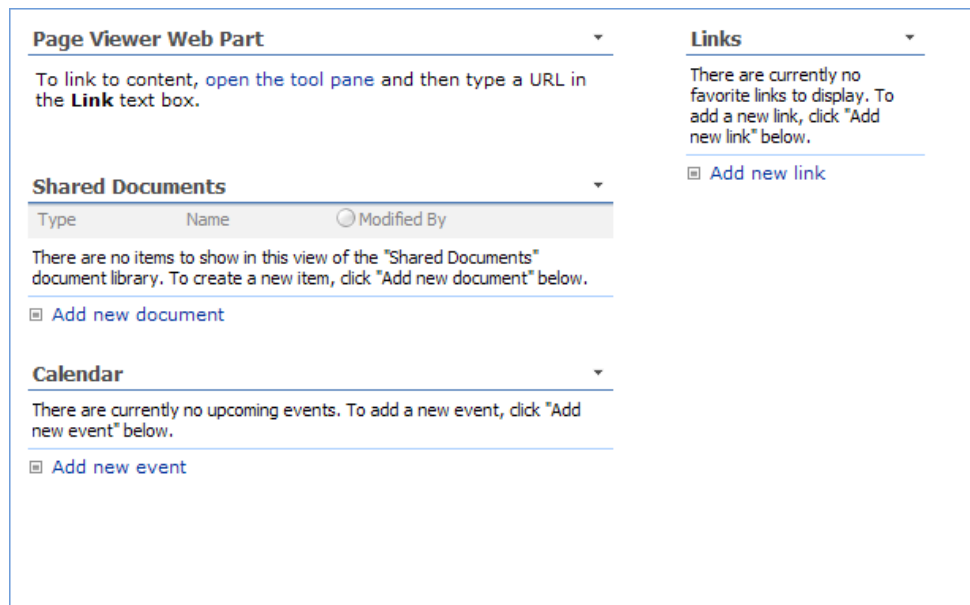 Page Viewer Web Part
To link to content, open the tool pane and then type a URL in
the Link text box.
Shared Documents
Type Name Modified By
There are no items to show in this view of the "Shared Documents"
document library. To create a new item, click "Add new document" below.
Add new document
Calendar
There are currently no upcoming events. To add a new event, click "Add
new event" below.
Add new event
Links
There are currently no
favorite links to display. To
add a new link, click "Add
new link" below.
Add new link